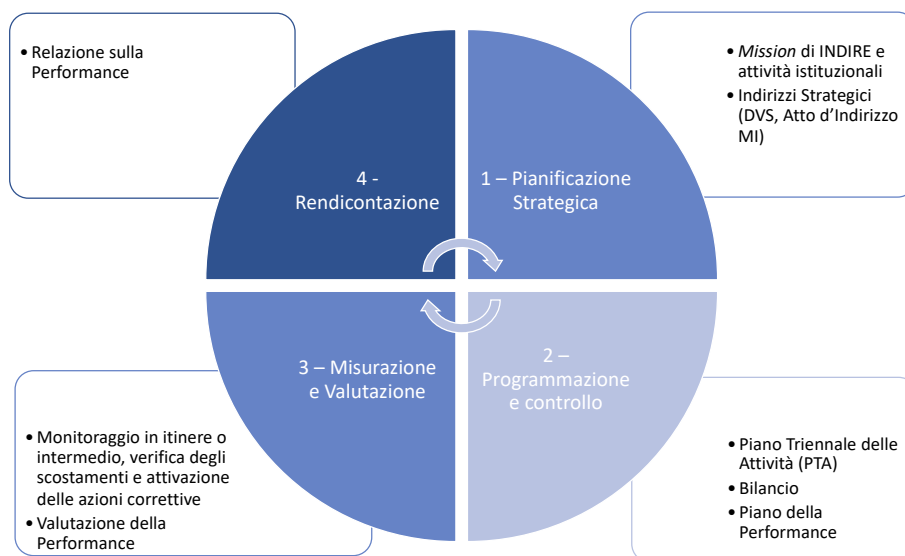 • Relazione sulla
Performance
• Mission di INDIRE e
attività istituzionali
• Indirizzi Strategici
(DVS, Atto d'Indirizzo
MI)
4 -
Rendicontazione
1 – Pianificazione
Strategica
3 – Misurazione
e Valutazione
2 –
Programmazione
e controllo
• Monitoraggio in itinere o
intermedio, verifica degli
scostamenti e attivazione
delle azioni correttive
• Valutazione della
Performance
• Piano Triennale delle
Attività (PTA)
• Bilancio
• Piano della
Performance